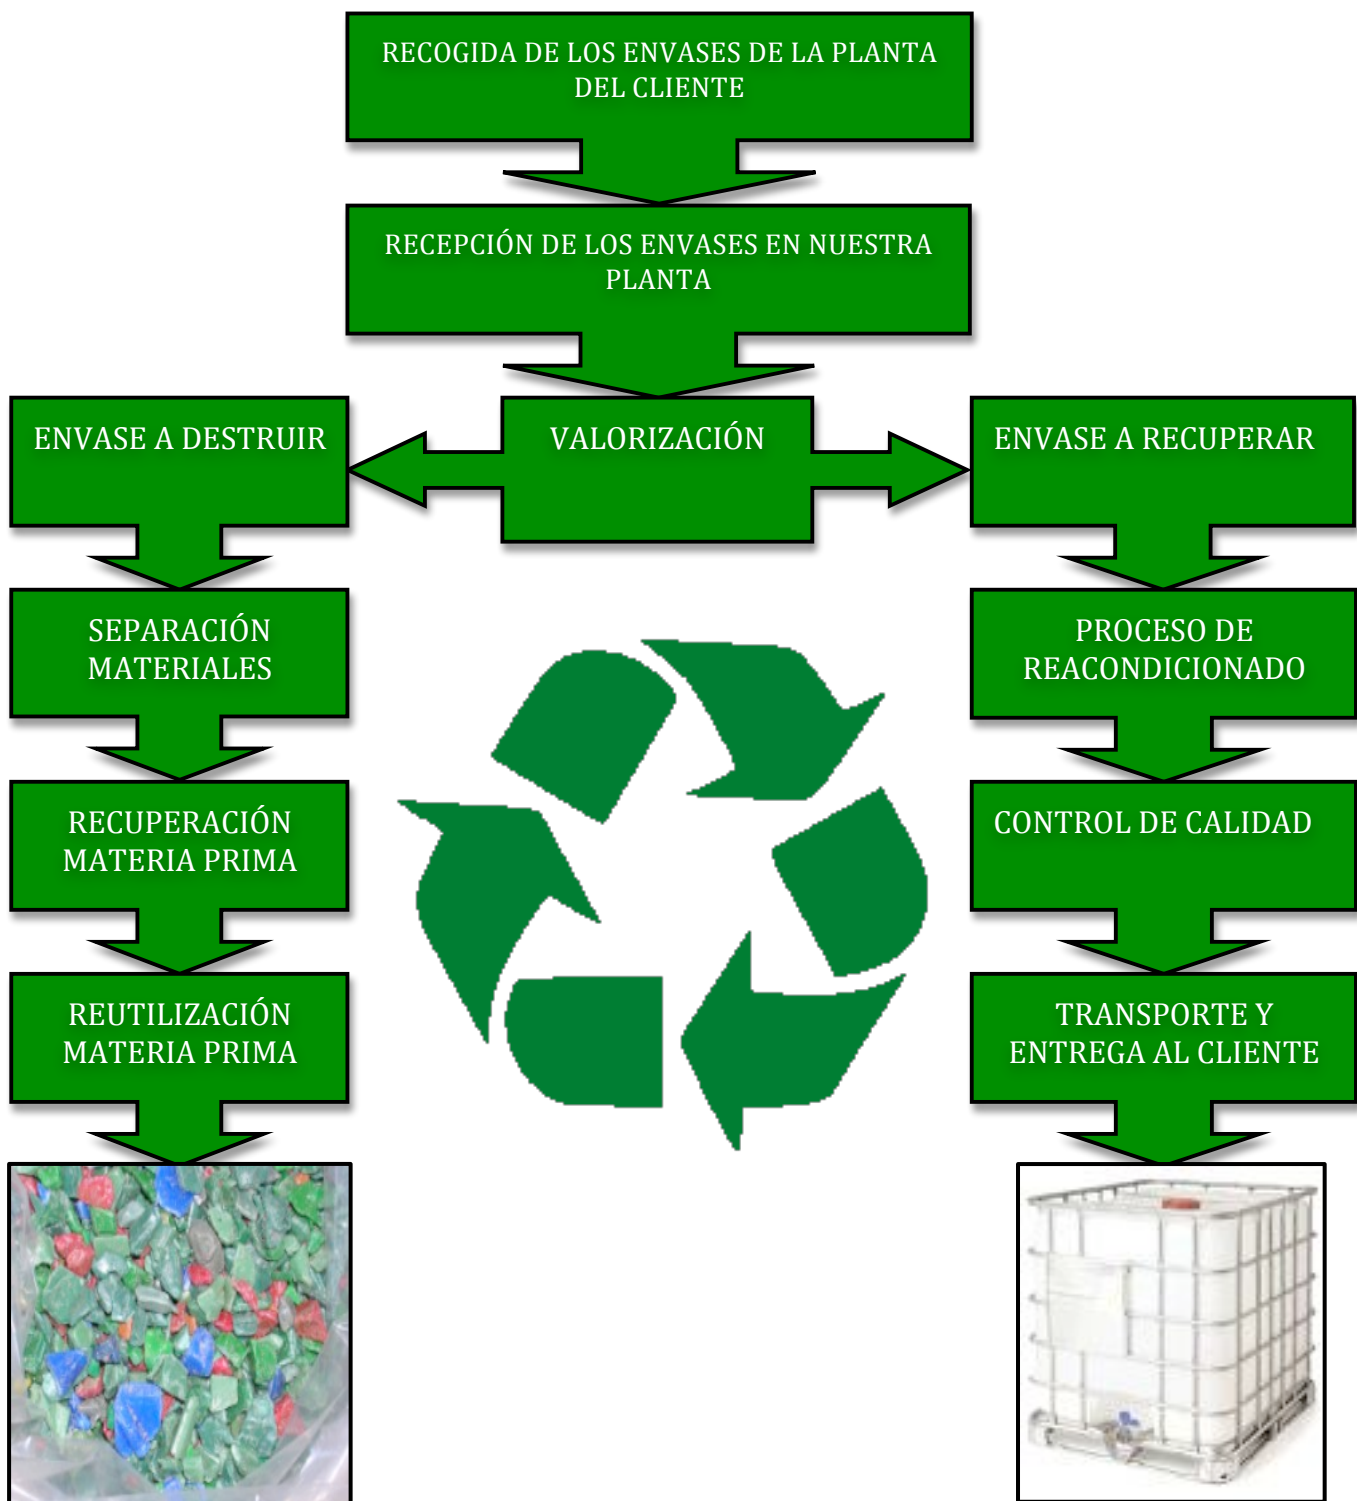 RECOGIDA DE LOS ENVASES DE LA PLANTA
DEL CLIENTE
RECEPCIÓN DE LOS ENVASES EN NUESTRA
PLANTA
ENVASE A DESTRUIR
VALORIZACIÓN
ENVASE A RECUPERAR
SEPARACIÓN
MATERIALES
PROCESO DE
REACONDICIONADO
RECUPERACIÓN
MATERIA PRIMA
CONTROL DE CALIDAD
REUTILIZACIÓN
MATERIA PRIMA
TRANSPORTE Y
ENTREGA AL CLIENTE